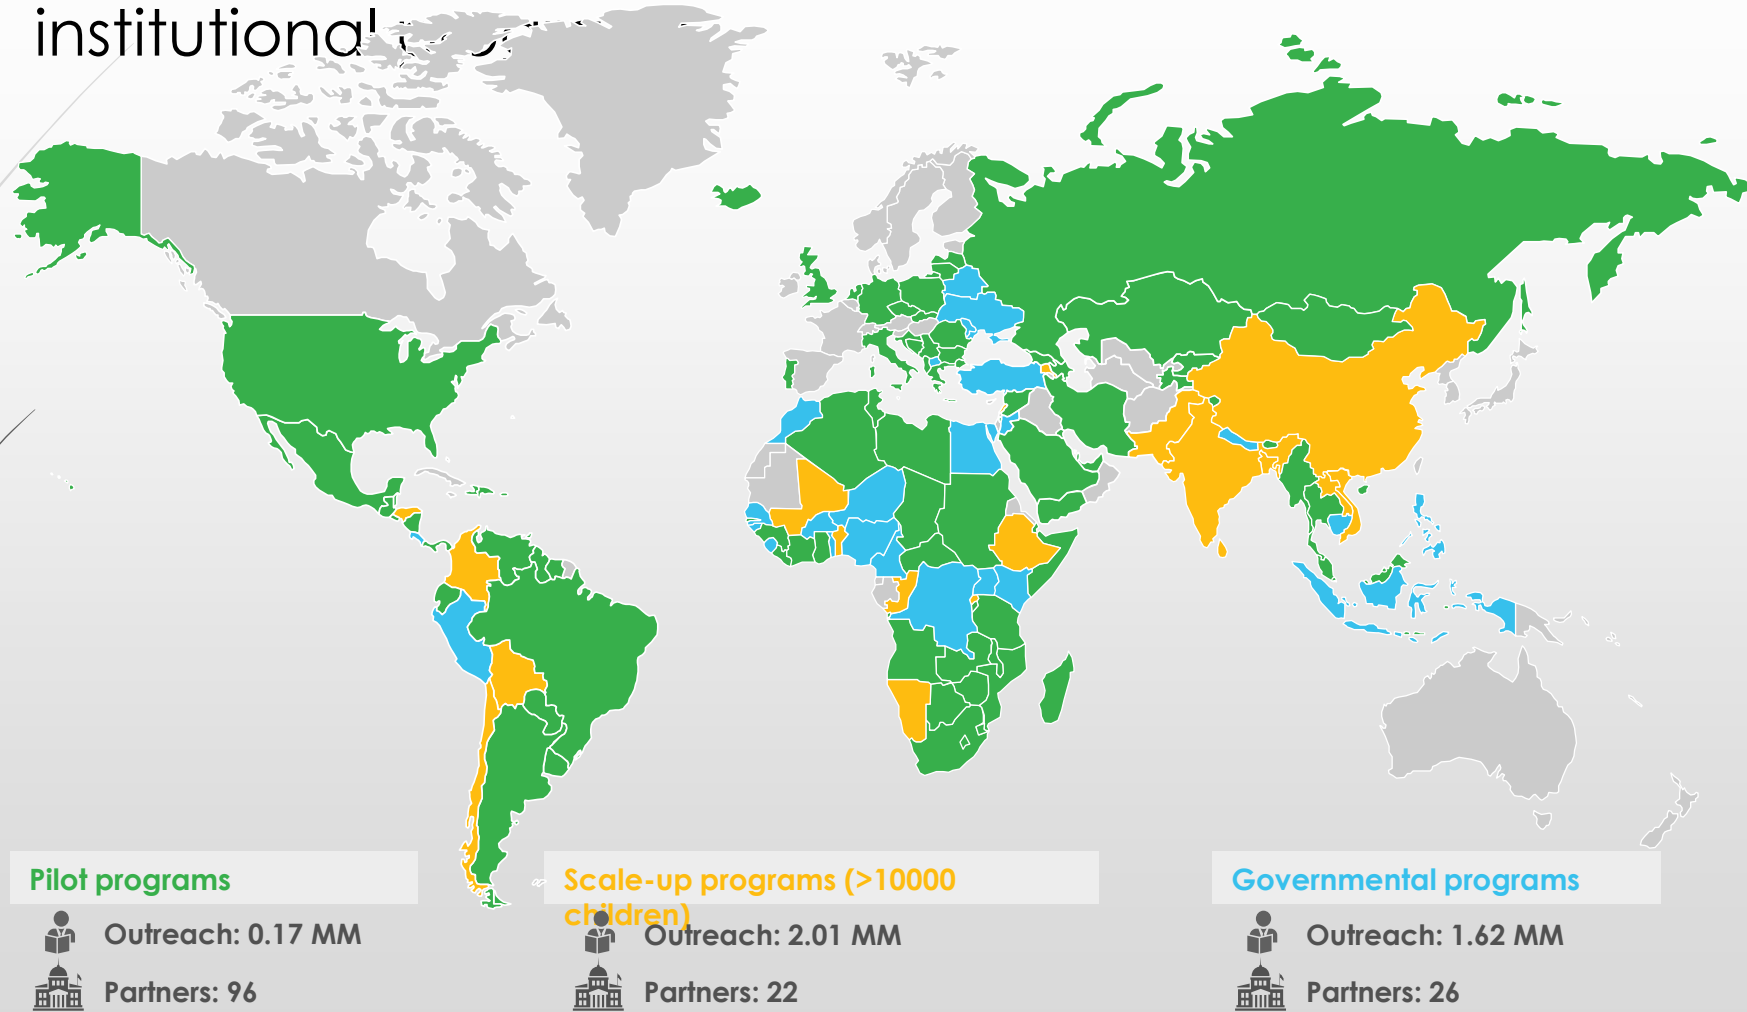 institutional
Pilot programs
Outreach: 0.17 MM
Partners: 96
Scale-up programs (>10000
children)
Outreach: 2.01 MM
Partners: 22
Governmental programs
Outreach: 1.62 MM
Partners: 26